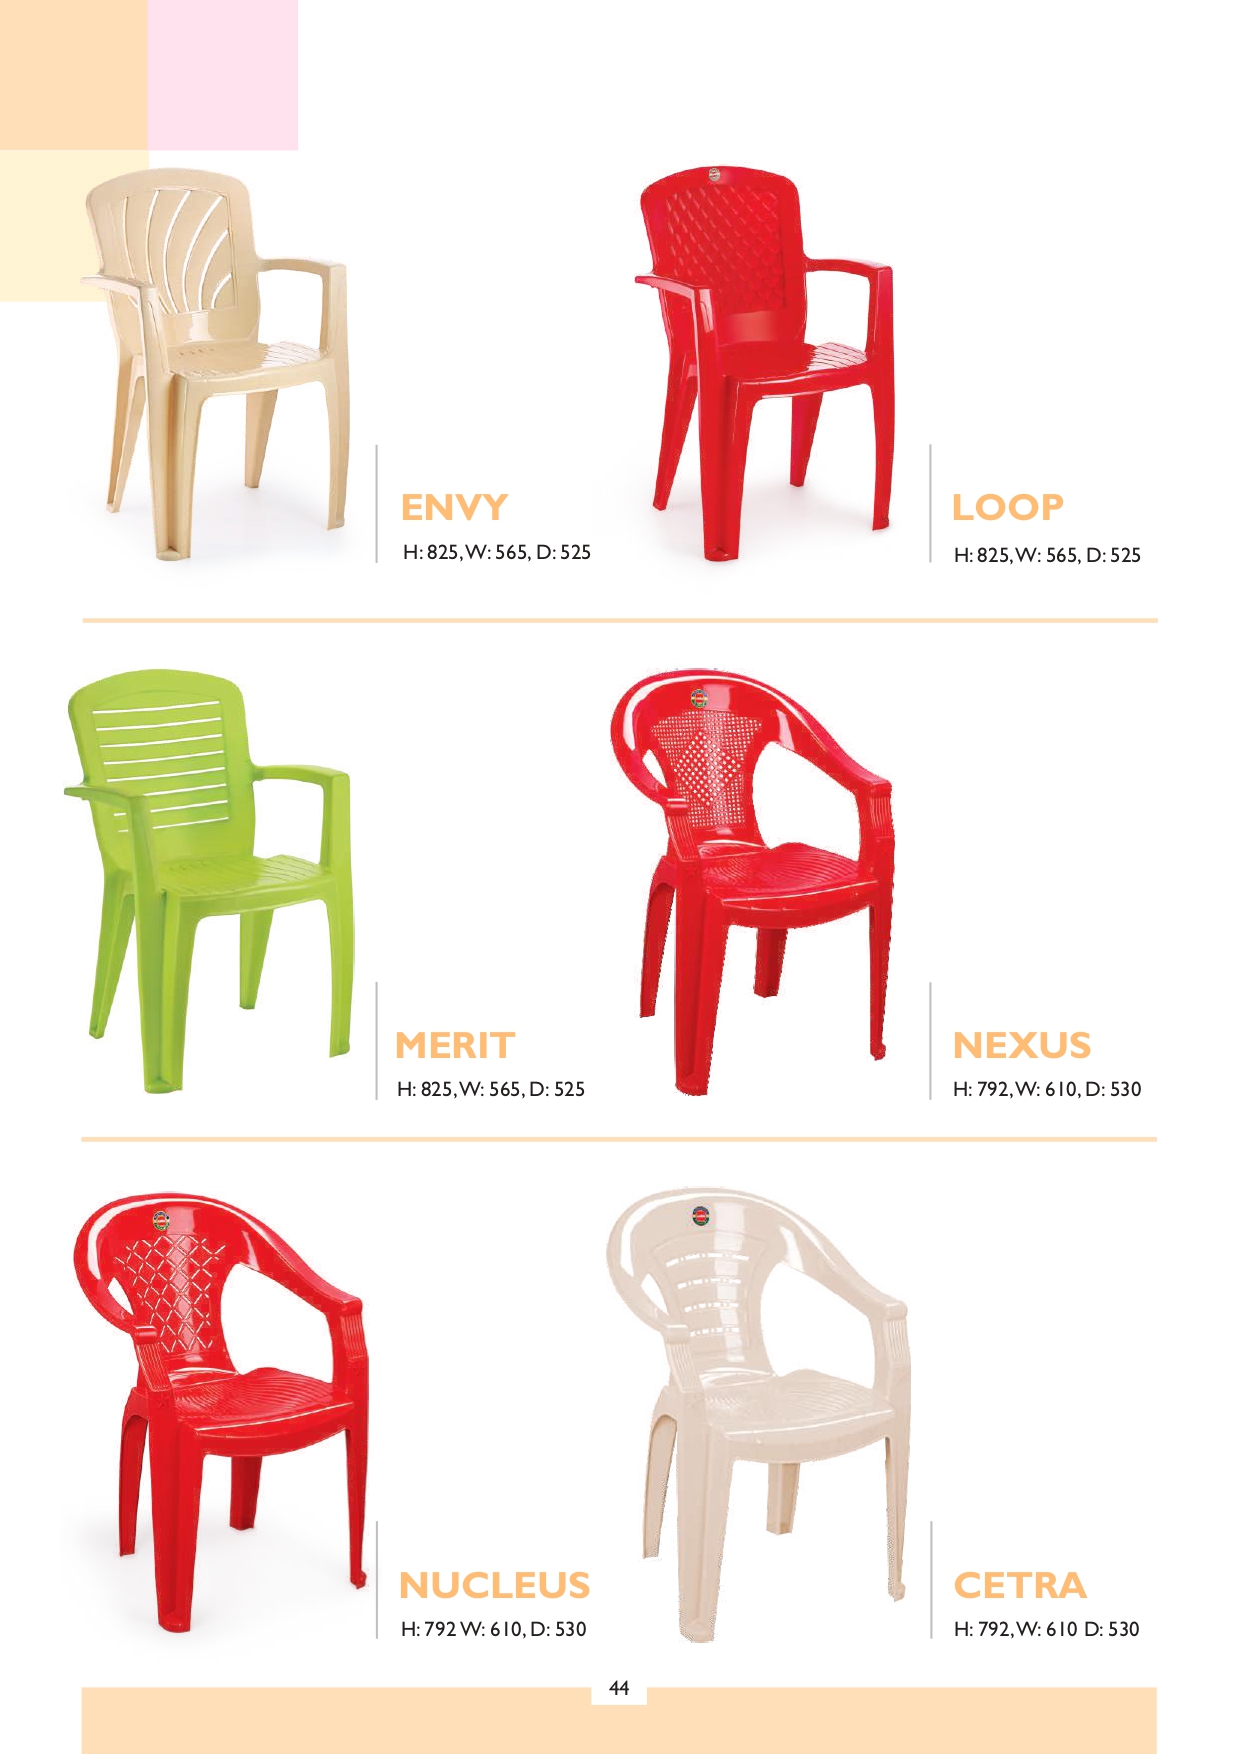 ENVY
H: 825, W: 565, D: 525
LOOP
H: 825, W: 565, D: 525
MERIT
H: 825, W: 565, D: 525
NEXUS
H: 792, W: 610, D: 530
NUCLEUS
H: 792 W: 610, D: 530
CETRA
H: 792, W: 610 D: 530
44